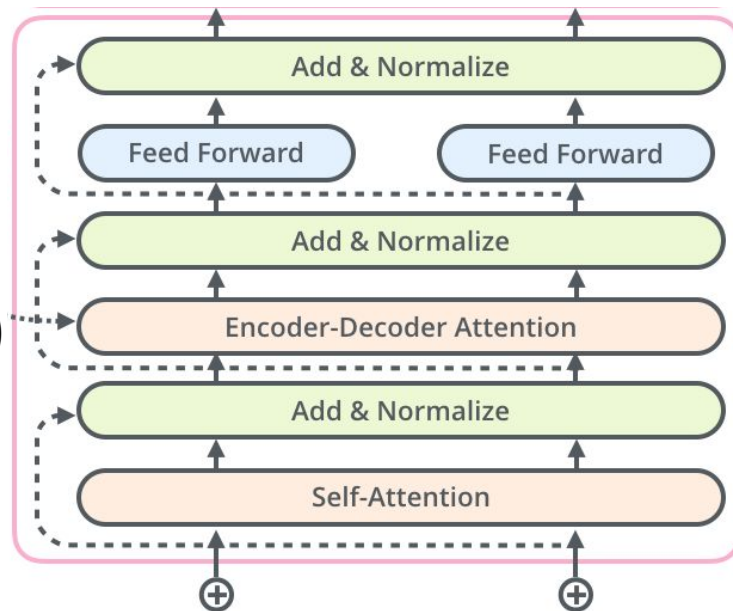 Add & Normalize
Feed Forward
Feed Forward
Add & Normalize
Encoder-Decoder Attention
Add & Normalize
Self-Attention